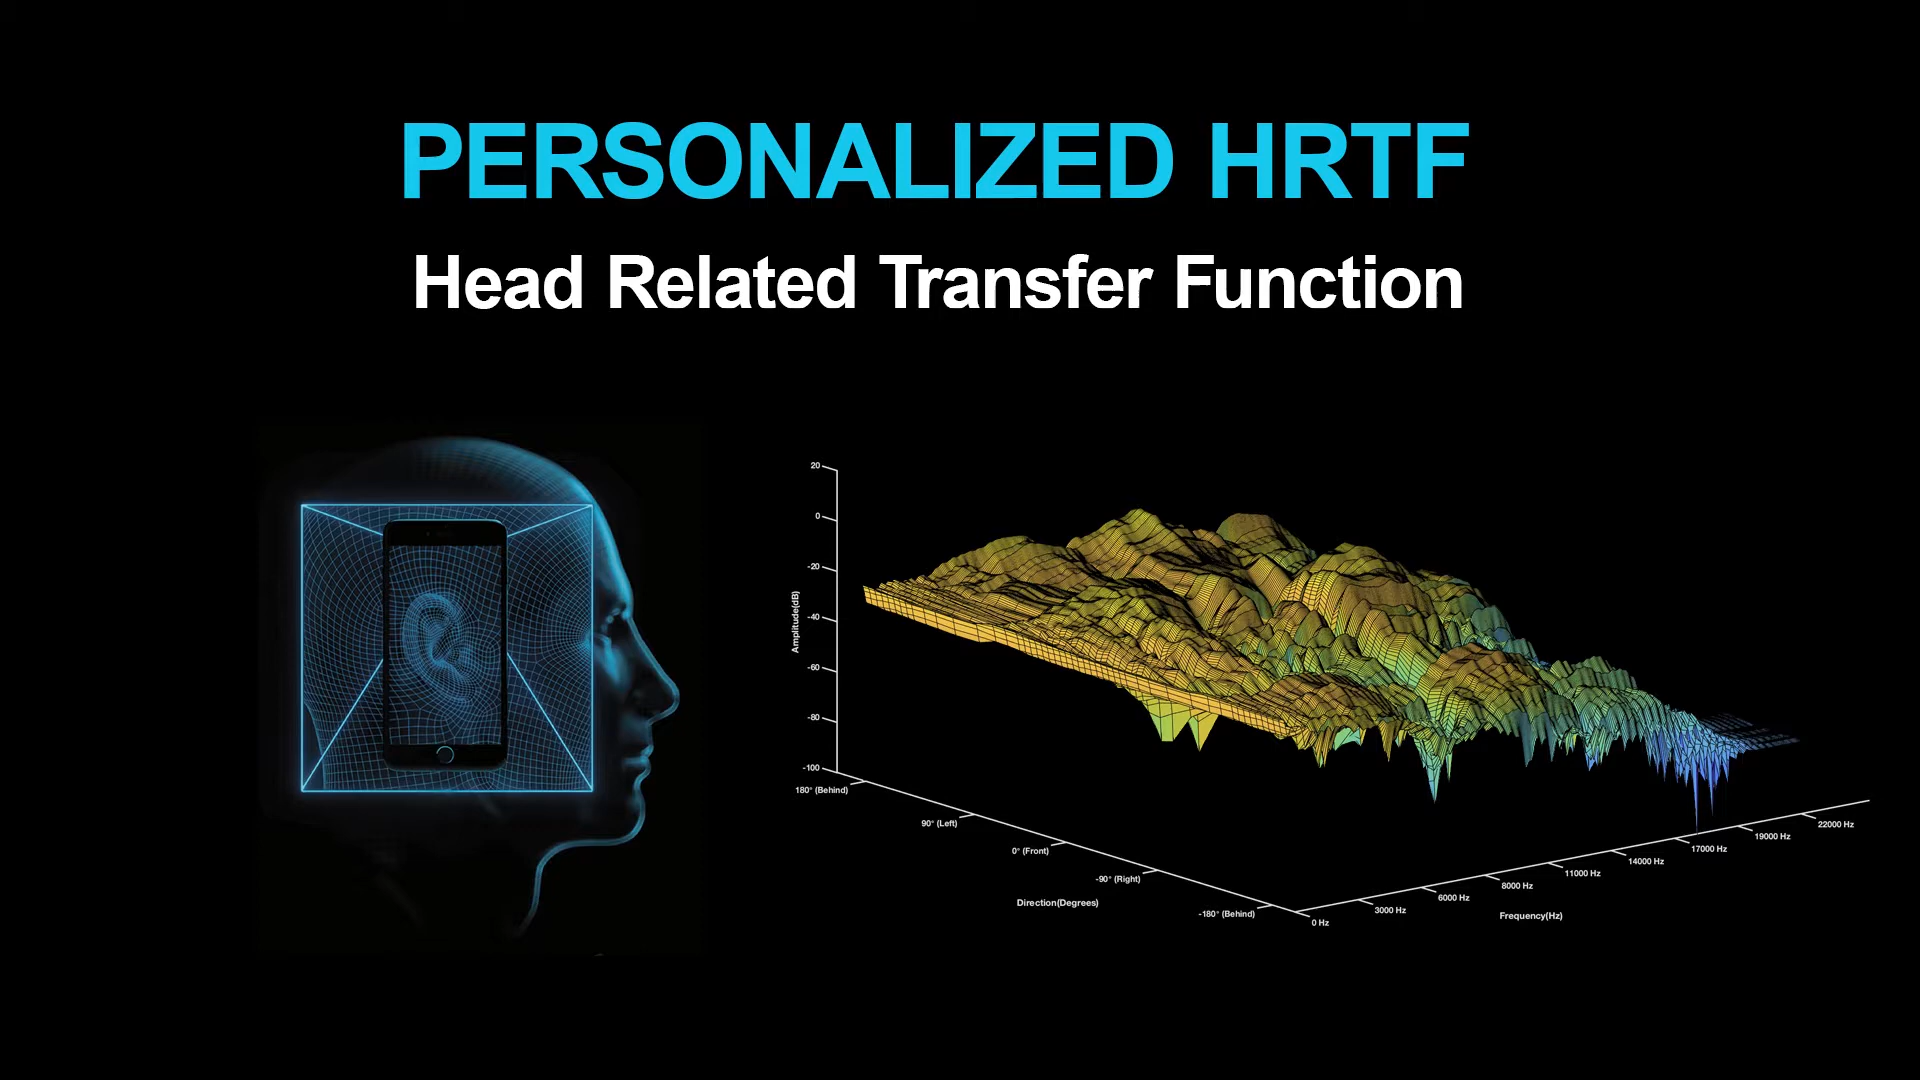 PERSONALIZED HRTF
Head Related Transfer Function
20
0
-20
-40
-60
-80
-100
Amplitude(dB)
180° (Behind)
90° (Left)
0° (Front)
-90° (Right)
-180° (Behind)
Direction(Degrees)
0 Hz
3000 Hz
6000 Hz
8000 Hz
11000 Hz
14000 Hz
17000 Hz
19000 Hz
22000 Hz
Frequency(Hz)